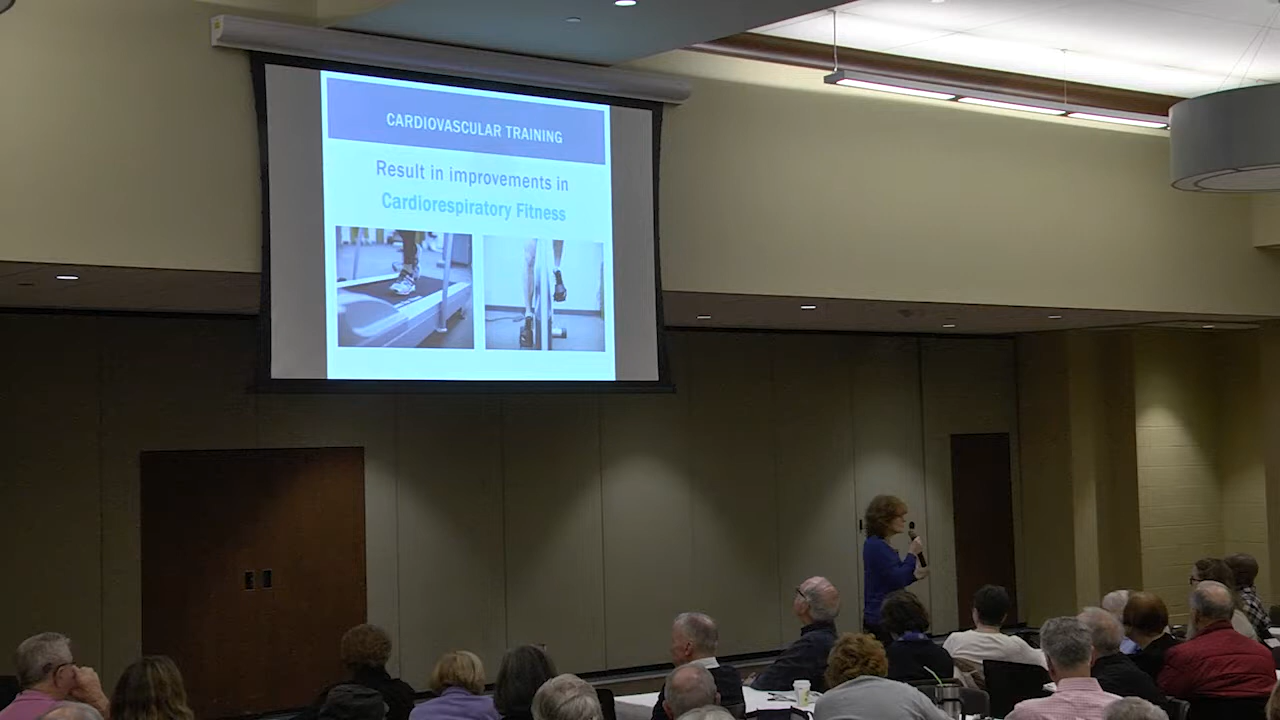 CARDIOVASCULAR TRAINING
Result in improvements in
Cardiorespiratory Fitness